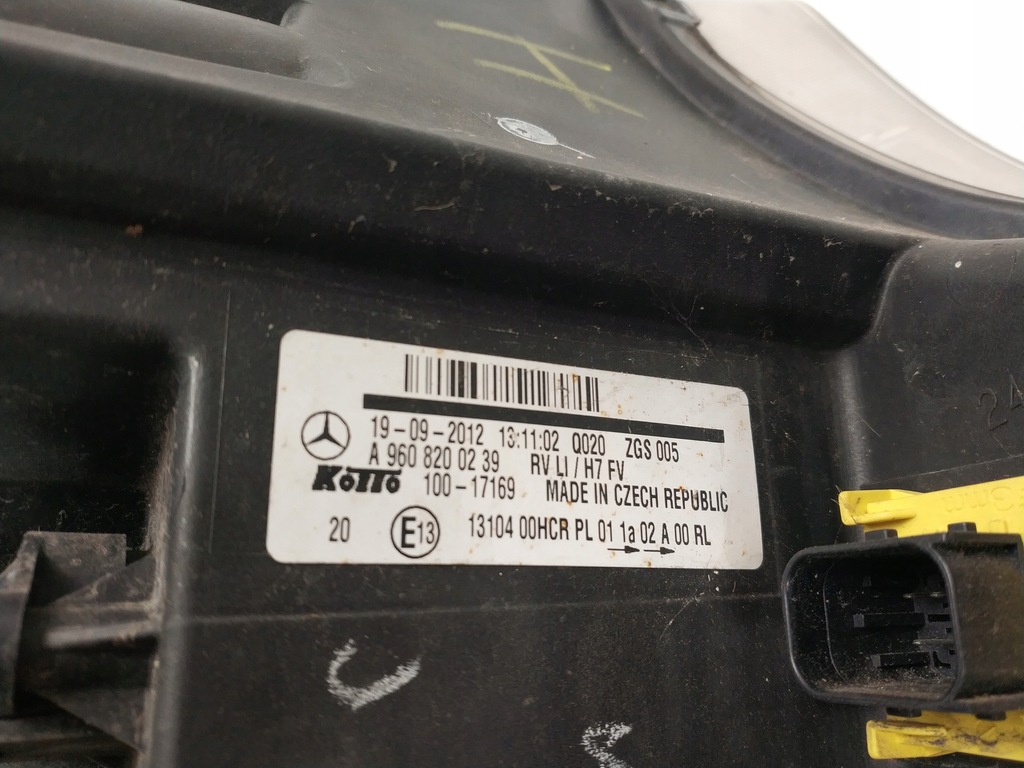 H
19-09-2012 13:11:02 Q020 ZGS 005
A 960 820 02 39 RV LI / H7 FV
KOITO 100-17169 MADE IN CZECH REPUBLIC
20 E13 13104 00HCR PL 01 1a 02 A 00 RL
24